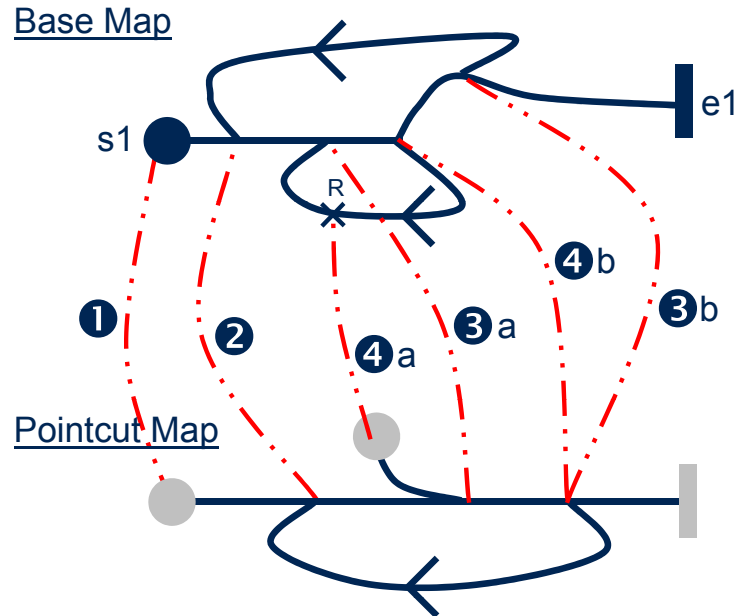 Base Map
s1
e1
R
❹b
❶
❷
❸a
❸b
❹a
Pointcut Map